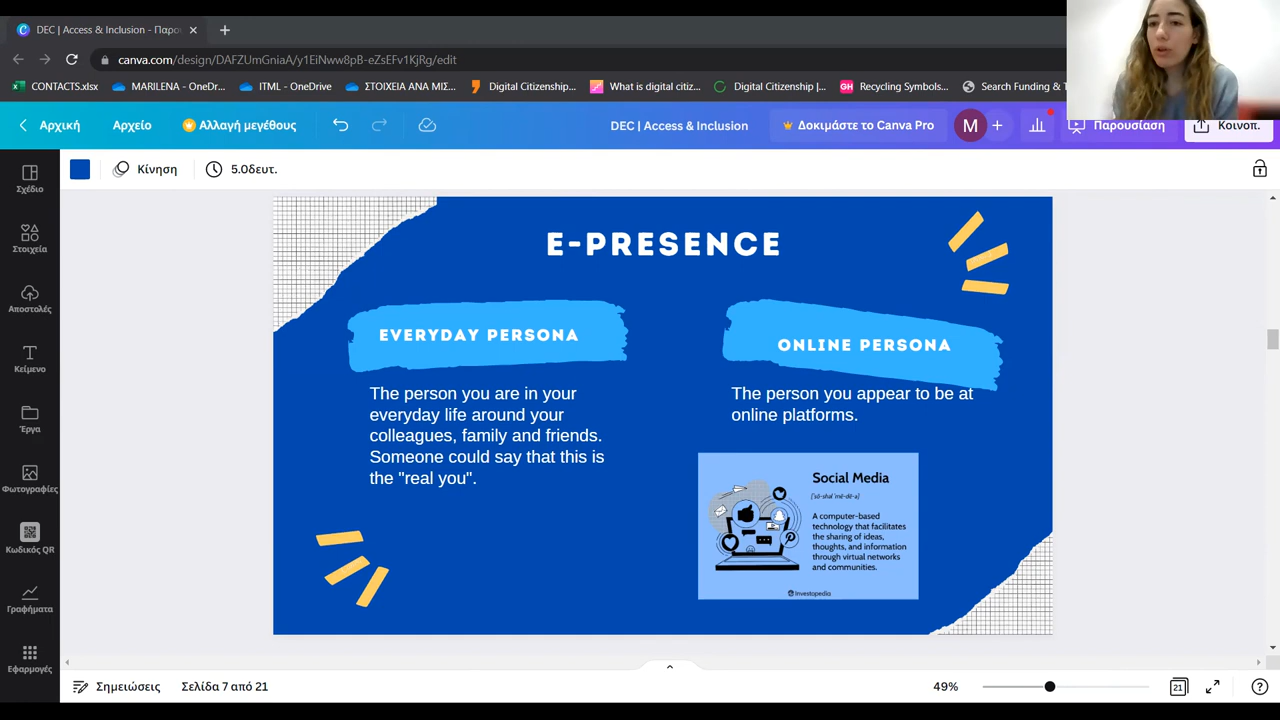 DEC | Access & Inclusion - Παρου
canva.com/design/DAFZUmGniaA/y1EiNww8pB-eZsEFv1KjRg/edit
CONTACTS.xlsx
MARILENA - OneDr...
ITML - OneDrive
ΣΤΟΙΧΕΙΑ ΑΝΑ ΜΙΣ...
Digital Citizenship...
What is digital citiz...
Digital Citizenship |...
Recycling Symbols...
Search Funding & T
Αρχική
Αρχείο
Αλλαγή μεγέθους
DEC | Access & Inclusion
Δοκιμάστε το Canva Pro
M
Παρουσίαση
Κοινοπ.
Κίνηση
5.0δευτ.
Σχέδιο
Στοιχεία
Αποστολές
Κείμενο
Έργα
Φωτογραφίες
Κωδικός QR
Γραφήματα
Εφαρμογές
E-PRESENCE
EVERYDAY PERSONA
The person you are in your
everyday life around your
colleagues, family and friends.
Someone could say that this is
the "real you".
ONLINE PERSONA
The person you appear to be at
online platforms.
Social Media
['sō-shəl 'mē-dē-ə]
A computer-based
technology that facilitates
the sharing of ideas,
thoughts, and information
through virtual networks
and communities.
Investopedia
Σημειώσεις
Σελίδα 7 από 21
49%
21